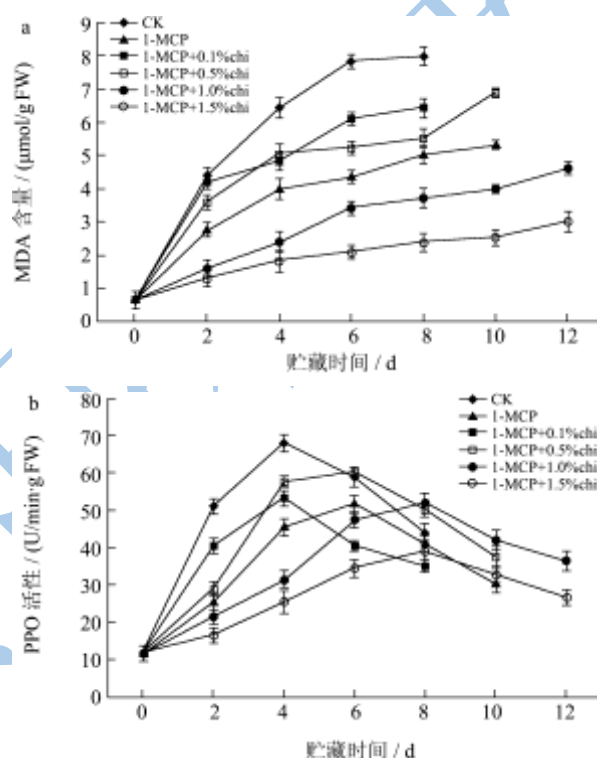 a
9
8
7
6
5
4
3
2
1
0
MDA 含量 / (μmol/g FW)
CK
1-MCP
1-MCP+0.1%chi
1-MCP+0.5%chi
1-MCP+1.0%chi
1-MCP+1.5%chi
0 2 4 6 8 10 12
贮藏时间 / d
b
80
70
60
50
40
30
20
10
0
PPO 活性 / (U/min·g FW)
CK
1-MCP
1-MCP+0.1%chi
1-MCP+0.5%chi
1-MCP+1.0%chi
1-MCP+1.5%chi
0 2 4 6 8 10 12
贮藏时间 / d